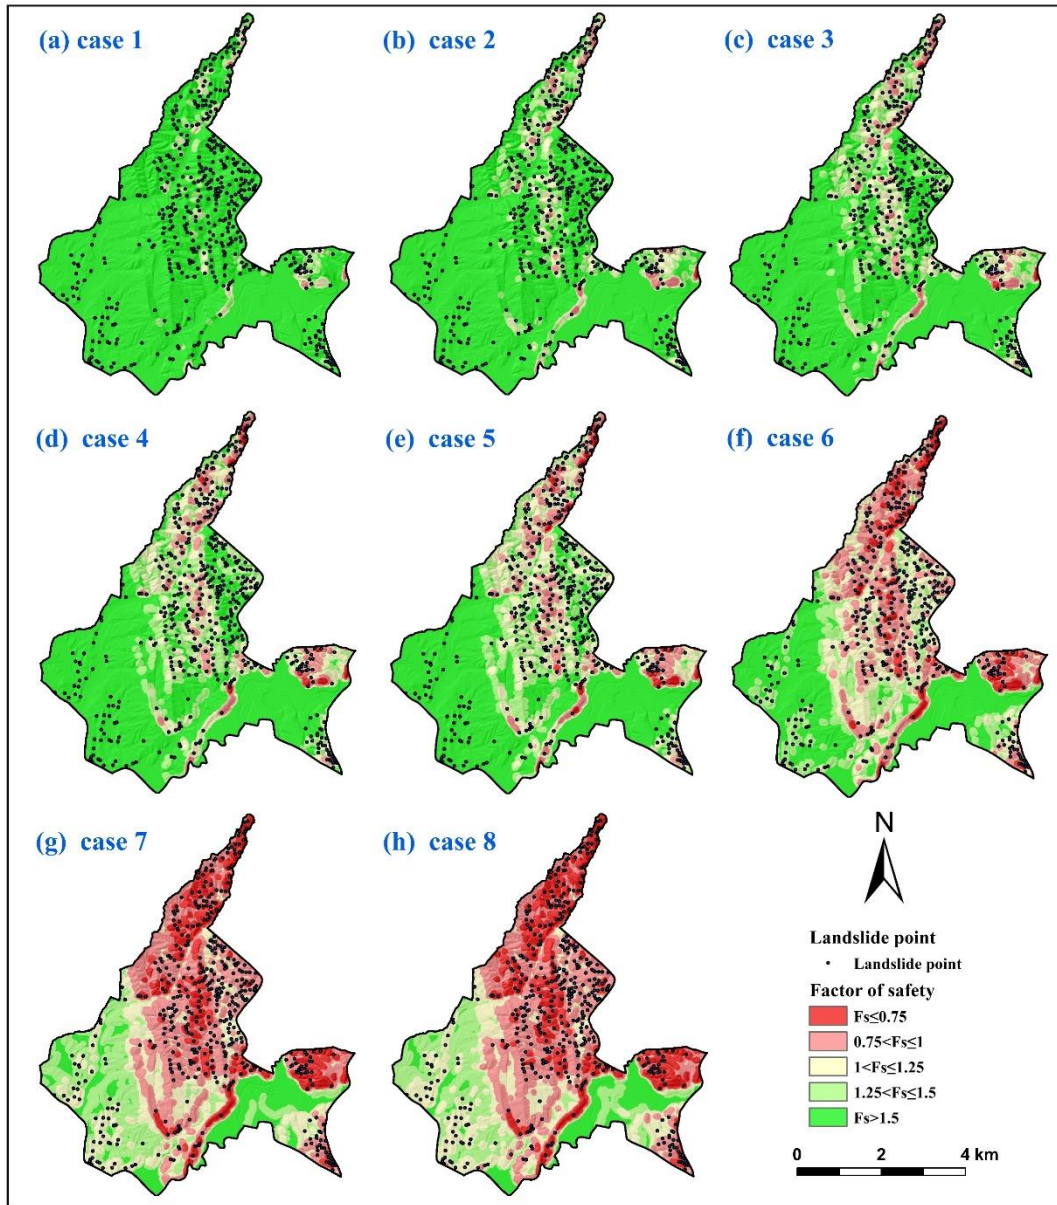 (a) case 1
(b) case 2
(c) case 3
(d) case 4
(e) case 5
(f) case 6
(g) case 7
(h) case 8
N
Landslide point
Landslide point
Factor of safety
Fs≤0.75
0.75<Fs≤1
1<Fs≤1.25
1.25<Fs≤1.5
Fs>1.5
0 2 4 km